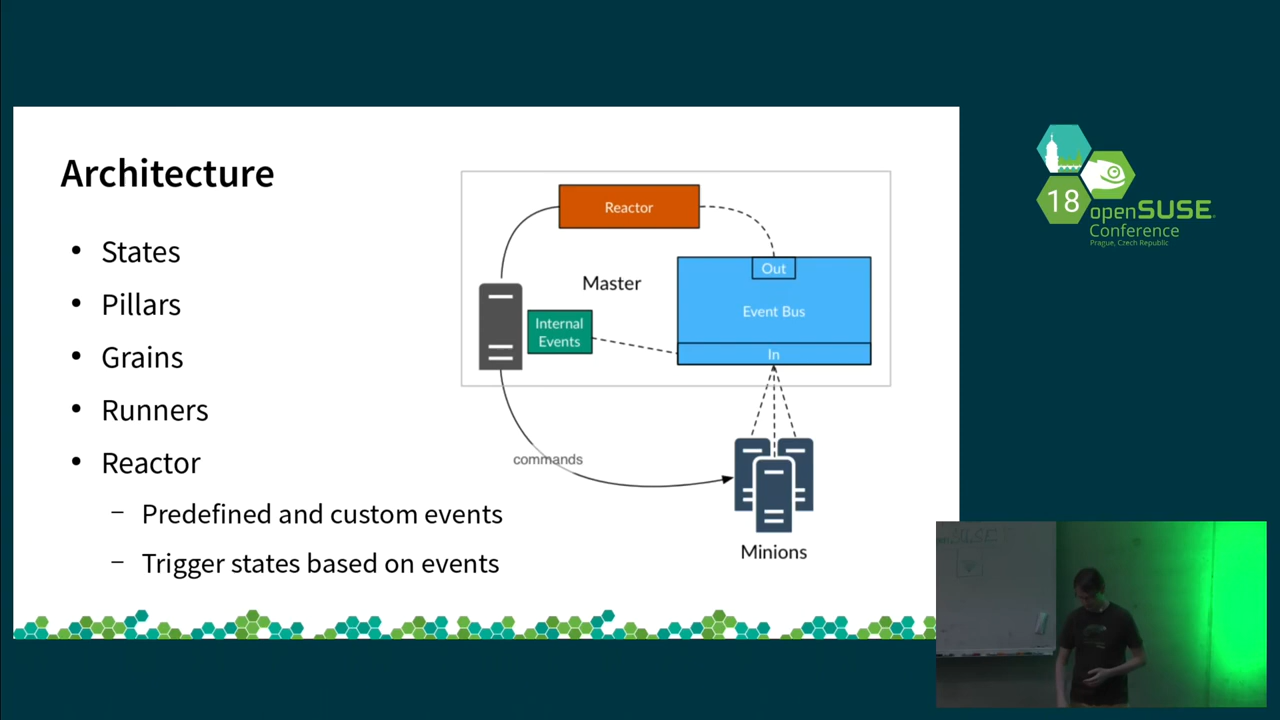 Architecture
• States
• Pillars
• Grains
• Runners
• Reactor
– Predefined and custom events
– Trigger states based on events
Reactor
Out
Master
Event Bus
Internal
Events
In
commands
Minions
18
openSUSE
Conference
Prague, Czech Republic